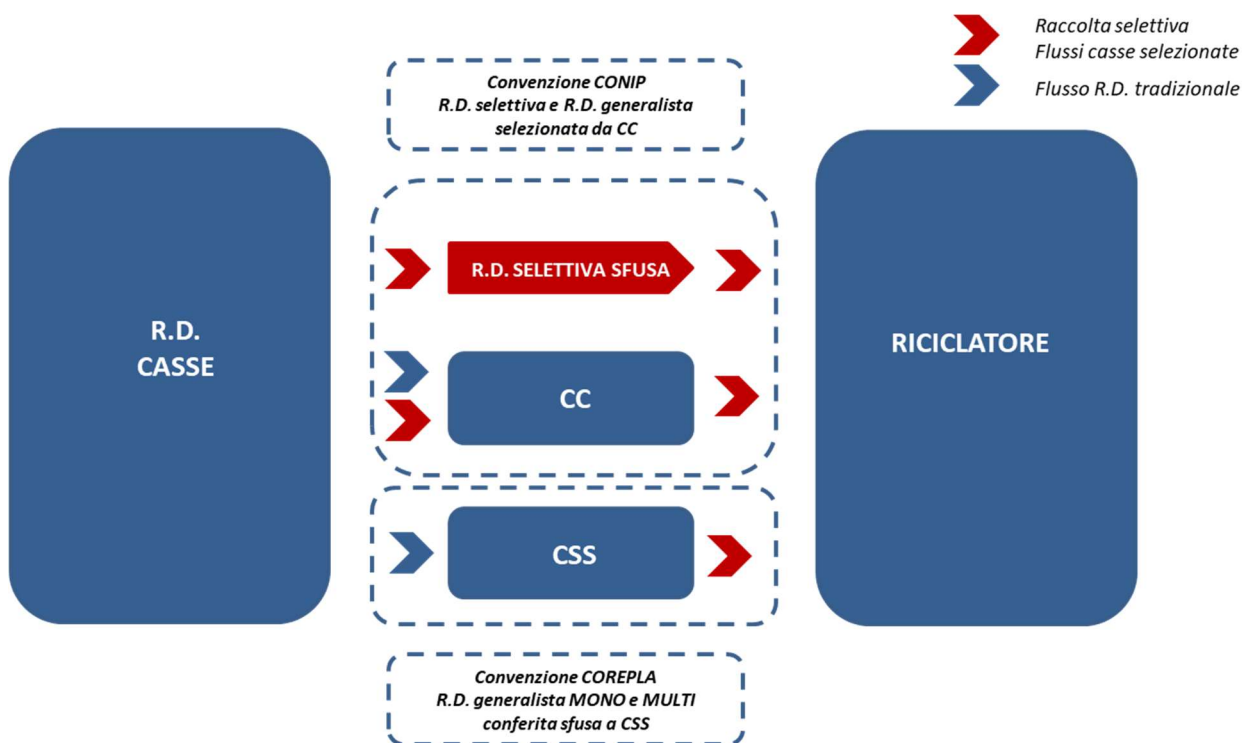 Raccolta selettiva
Flussi casse selezionate
Flusso R.D. tradizionale
Convenzione CONIP
R.D. selettiva e R.D. generalista
selezionata da CC
R.D. SELETTIVA SFUSA
R.D.
CASSE
RICICLATORE
CC
CSS
Convenzione COREPLA
R.D. generalista MONO e MULTI
conferita sfusa a CSS